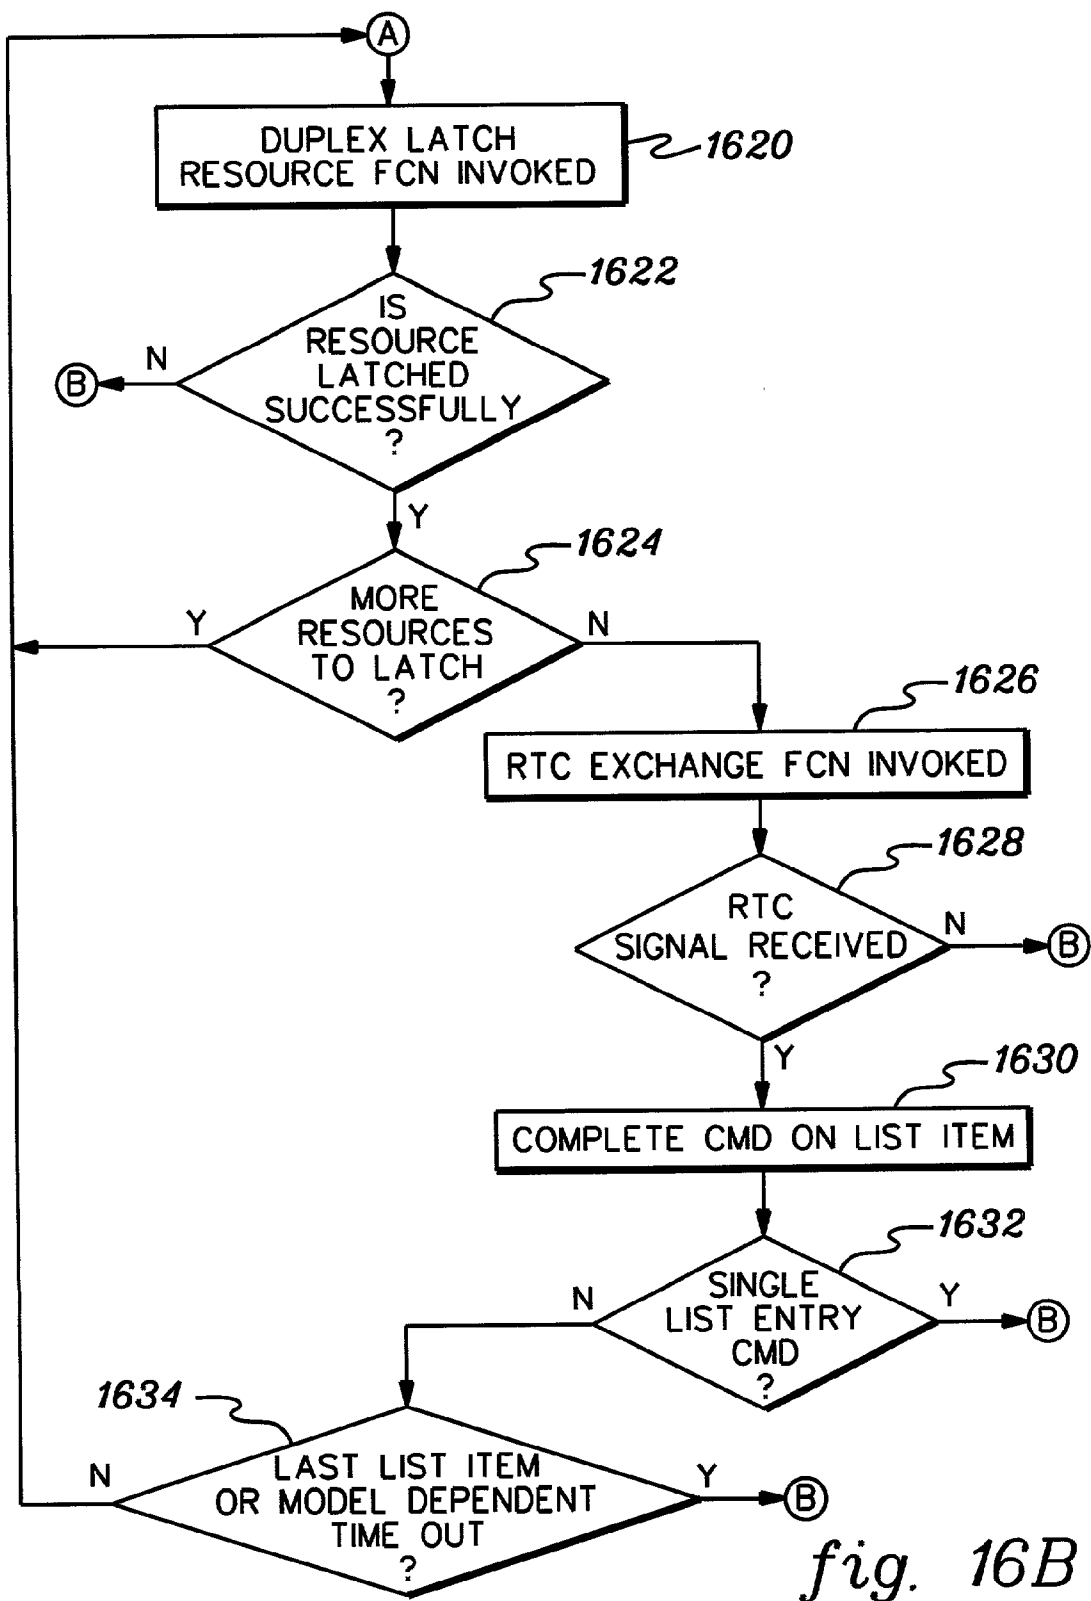 A
DUPLEX LATCH
RESOURCE FCN INVOKED
1620
1622
IS
RESOURCE
LATCHED
SUCCESSFULLY
?
N
B
Y
1624
MORE
RESOURCES
TO LATCH
?
Y
N
1626
RTC EXCHANGE FCN INVOKED
1628
RTC
SIGNAL RECEIVED
?
N
B
Y
1630
COMPLETE CMD ON LIST ITEM
1632
SINGLE
LIST ENTRY
CMD
?
N
Y
B
1634
LAST LIST ITEM
OR MODEL DEPENDENT
TIME OUT
?
N
Y
B
fig. 16B